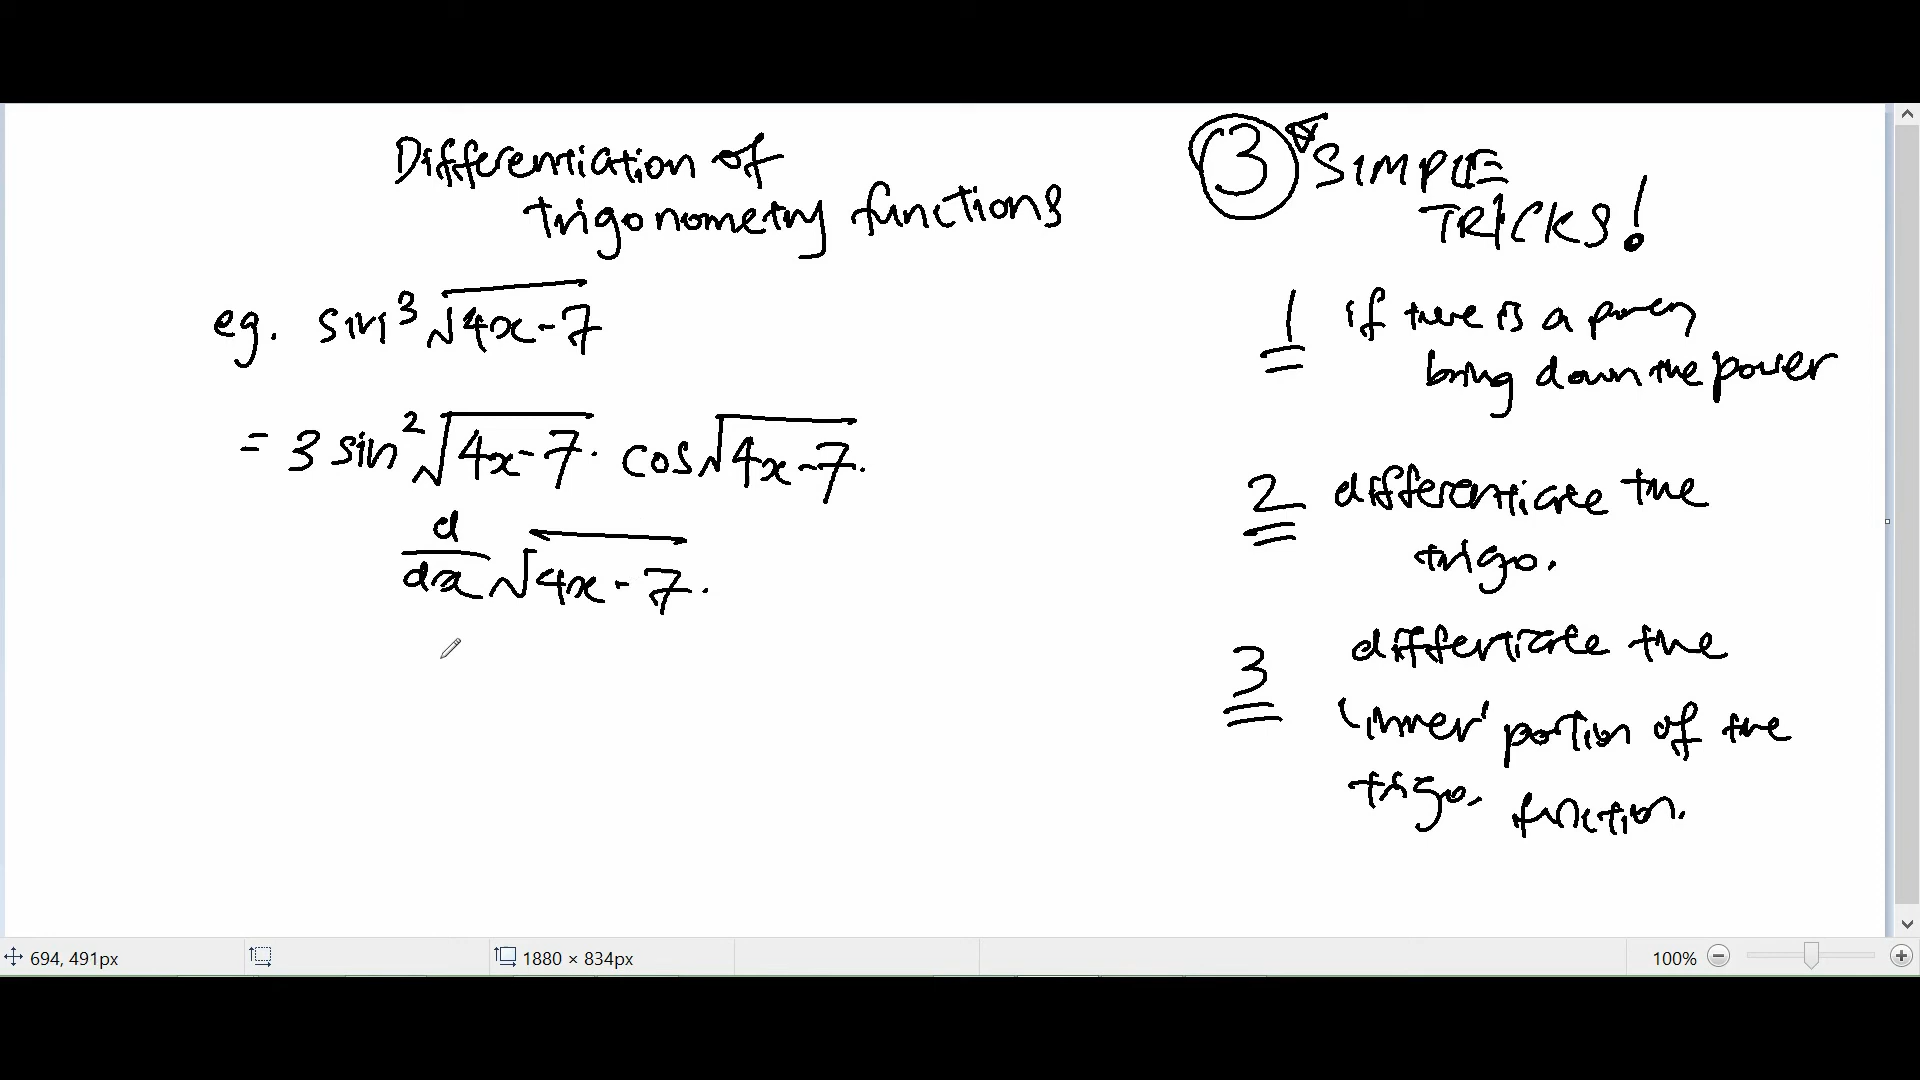 Differentiation of
trigonometry functions
eg. sin³ √4x-7
= 3 sin² √4x-7 . cos √4x-7 .
d
dx √4x-7 .
3 SIMPLE
TRICKS!
1 if there is a power
bring down the power
2 differentiate the
trigo.
3 differtiate the
'inner' portion of the
trigo. function.
694, 491px
1880 × 834px
100%